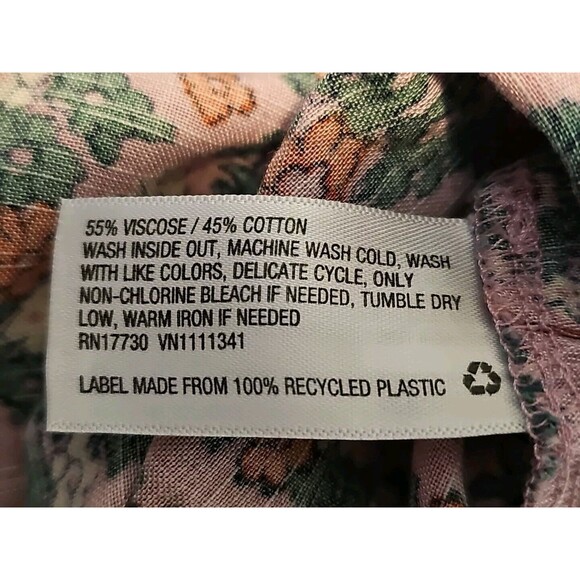 55% VISCOSE / 45% COTTON
WASH INSIDE OUT, MACHINE WASH COLD, WASH
WITH LIKE COLORS, DELICATE CYCLE, ONLY
NON-CHLORINE BLEACH IF NEEDED, TUMBLE DRY
LOW, WARM IRON IF NEEDED
RN17730 VN1111341
LABEL MADE FROM 100% RECYCLED PLASTIC